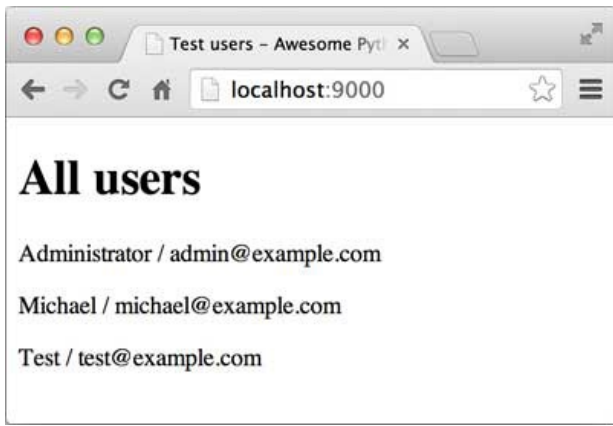 Test users – Awesome Pyt
localhost:9000
All users
Administrator / admin@example.com
Michael / michael@example.com
Test / test@example.com